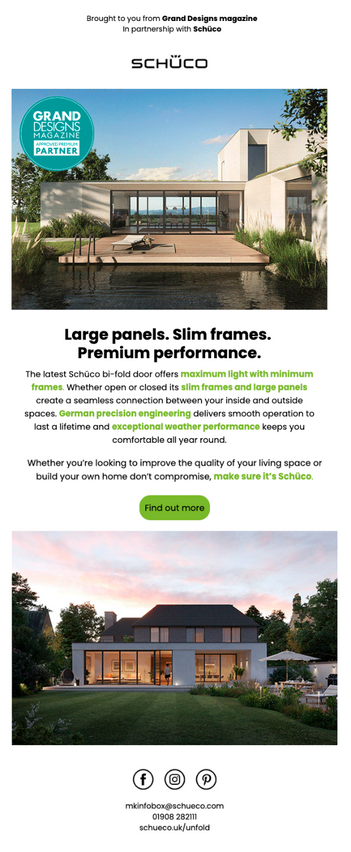 Brought to you from Grand Designs magazine
In partnership with Schüco
SCHÜCO
GRAND
DESIGNS
MAGAZINE
APPROVED PREMIUM
PARTNER
Large panels. Slim frames.
Premium performance.
The latest Schüco bi-fold door offers maximum light with minimum
frames. Whether open or closed its slim frames and large panels
create a seamless connection between your inside and outside
spaces. German precision engineering delivers smooth operation to
last a lifetime and exceptional weather performance keeps you
comfortable all year round.
Whether you're looking to improve the quality of your living space or
build your own home don't compromise, make sure it's Schüco.
Find out more
mkinfobox@schueco.com
01908 282111
schueco.uk/unfold